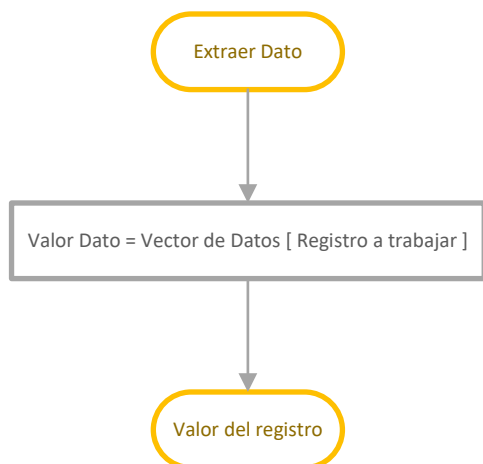 Extraer Dato
Valor Dato = Vector de Datos [ Registro a trabajar ]
Valor del registro